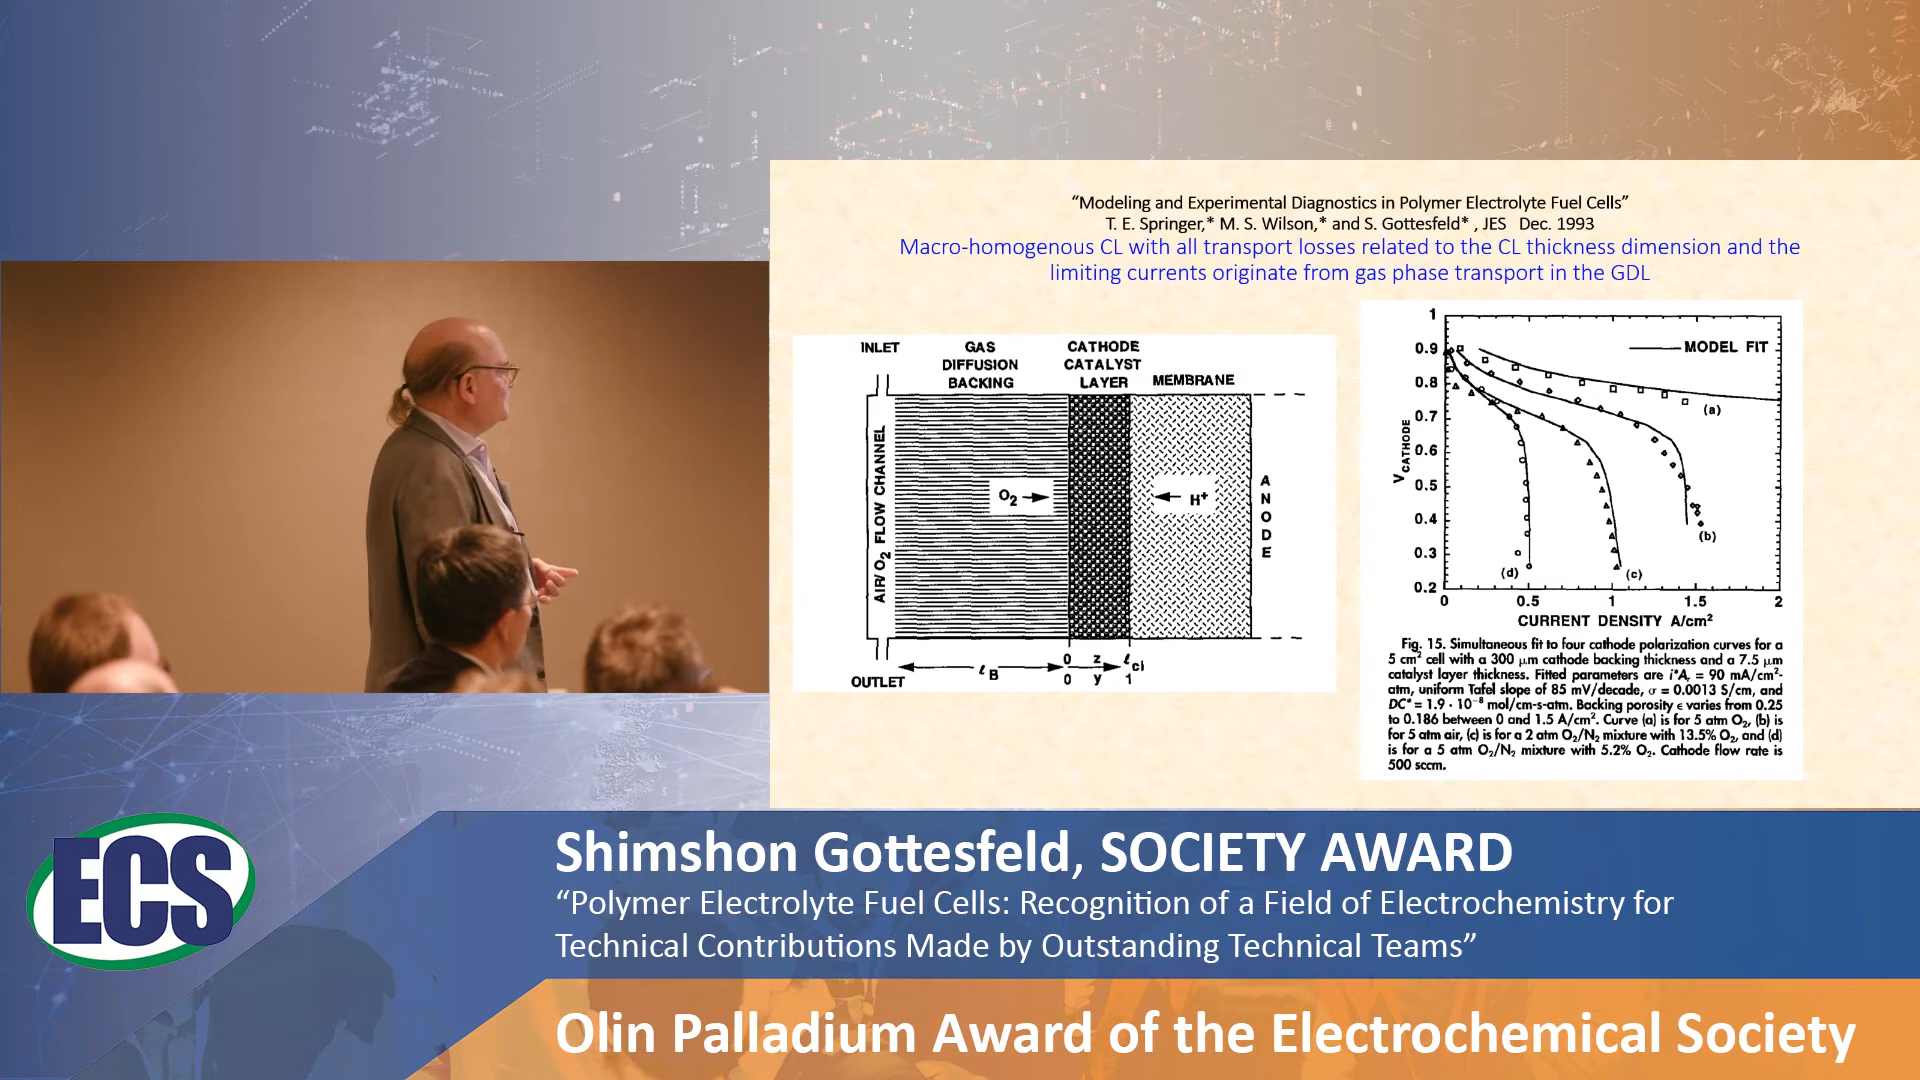 “Modeling and Experimental Diagnostics in Polymer Electrolyte Fuel Cells”
T. E. Springer,* M. S. Wilson,* and S. Gottesfeld* , JES Dec. 1993
Macro-homogenous CL with all transport losses related to the CL thickness dimension and the
limiting currents originate from gas phase transport in the GDL
INLET
GAS
DIFFUSION
BACKING
CATHODE
CATALYST
LAYER
MEMBRANE
AIR/ O₂ FLOW CHANNEL
O₂ →
← H⁺
ANODE
OUTLET
ℓ B
0 z ℓ cl
0 y 1
1
0.9
0.8
0.7
0.6
0.5
0.4
0.3
0.2
V CATHODE
MODEL FIT
(a)
(b)
(c)
(d)
0 0.5 1 1.5 2
CURRENT DENSITY A/cm²
Fig. 15. Simultaneous fit to four cathode polarization curves for a
5 cm² cell with a 300 μm cathode backing thickness and a 7.5 μm
catalyst layer thickness. Fitted parameters are i*Aᵣ = 90 mA/cm²-
atm, uniform Tafel slope of 85 mV/decade, σ = 0.0013 S/cm, and
DC* = 1.9 · 10⁻⁸ mol/cm-s-atm. Backing porosity ϵ varies from 0.25
to 0.186 between 0 and 1.5 A/cm². Curve (a) is for 5 atm O₂, (b) is
for 5 atm air, (c) is for a 2 atm O₂/N₂ mixture with 13.5% O₂, and (d)
is for a 5 atm O₂/N₂ mixture with 5.2% O₂. Cathode flow rate is
500 sccm.
ECS
Shimshon Gottesfeld, SOCIETY AWARD
“Polymer Electrolyte Fuel Cells: Recognition of a Field of Electrochemistry for
Technical Contributions Made by Outstanding Technical Teams”
Olin Palladium Award of the Electrochemical Society